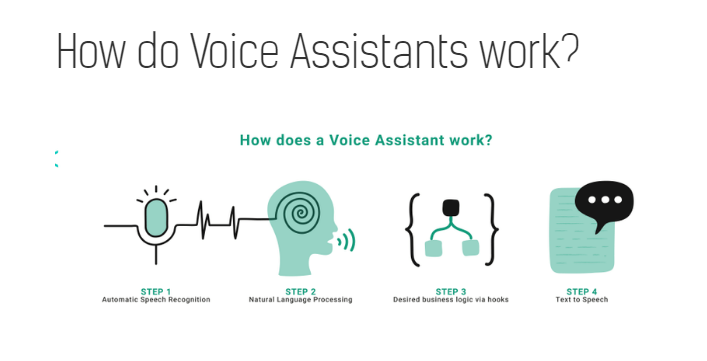 How do Voice Assistants work?
How does a Voice Assistant work?
STEP 1
Automatic Speech Recognition
STEP 2
Natural Language Processing
STEP 3
Desired business logic via hooks
STEP 4
Text to Speech